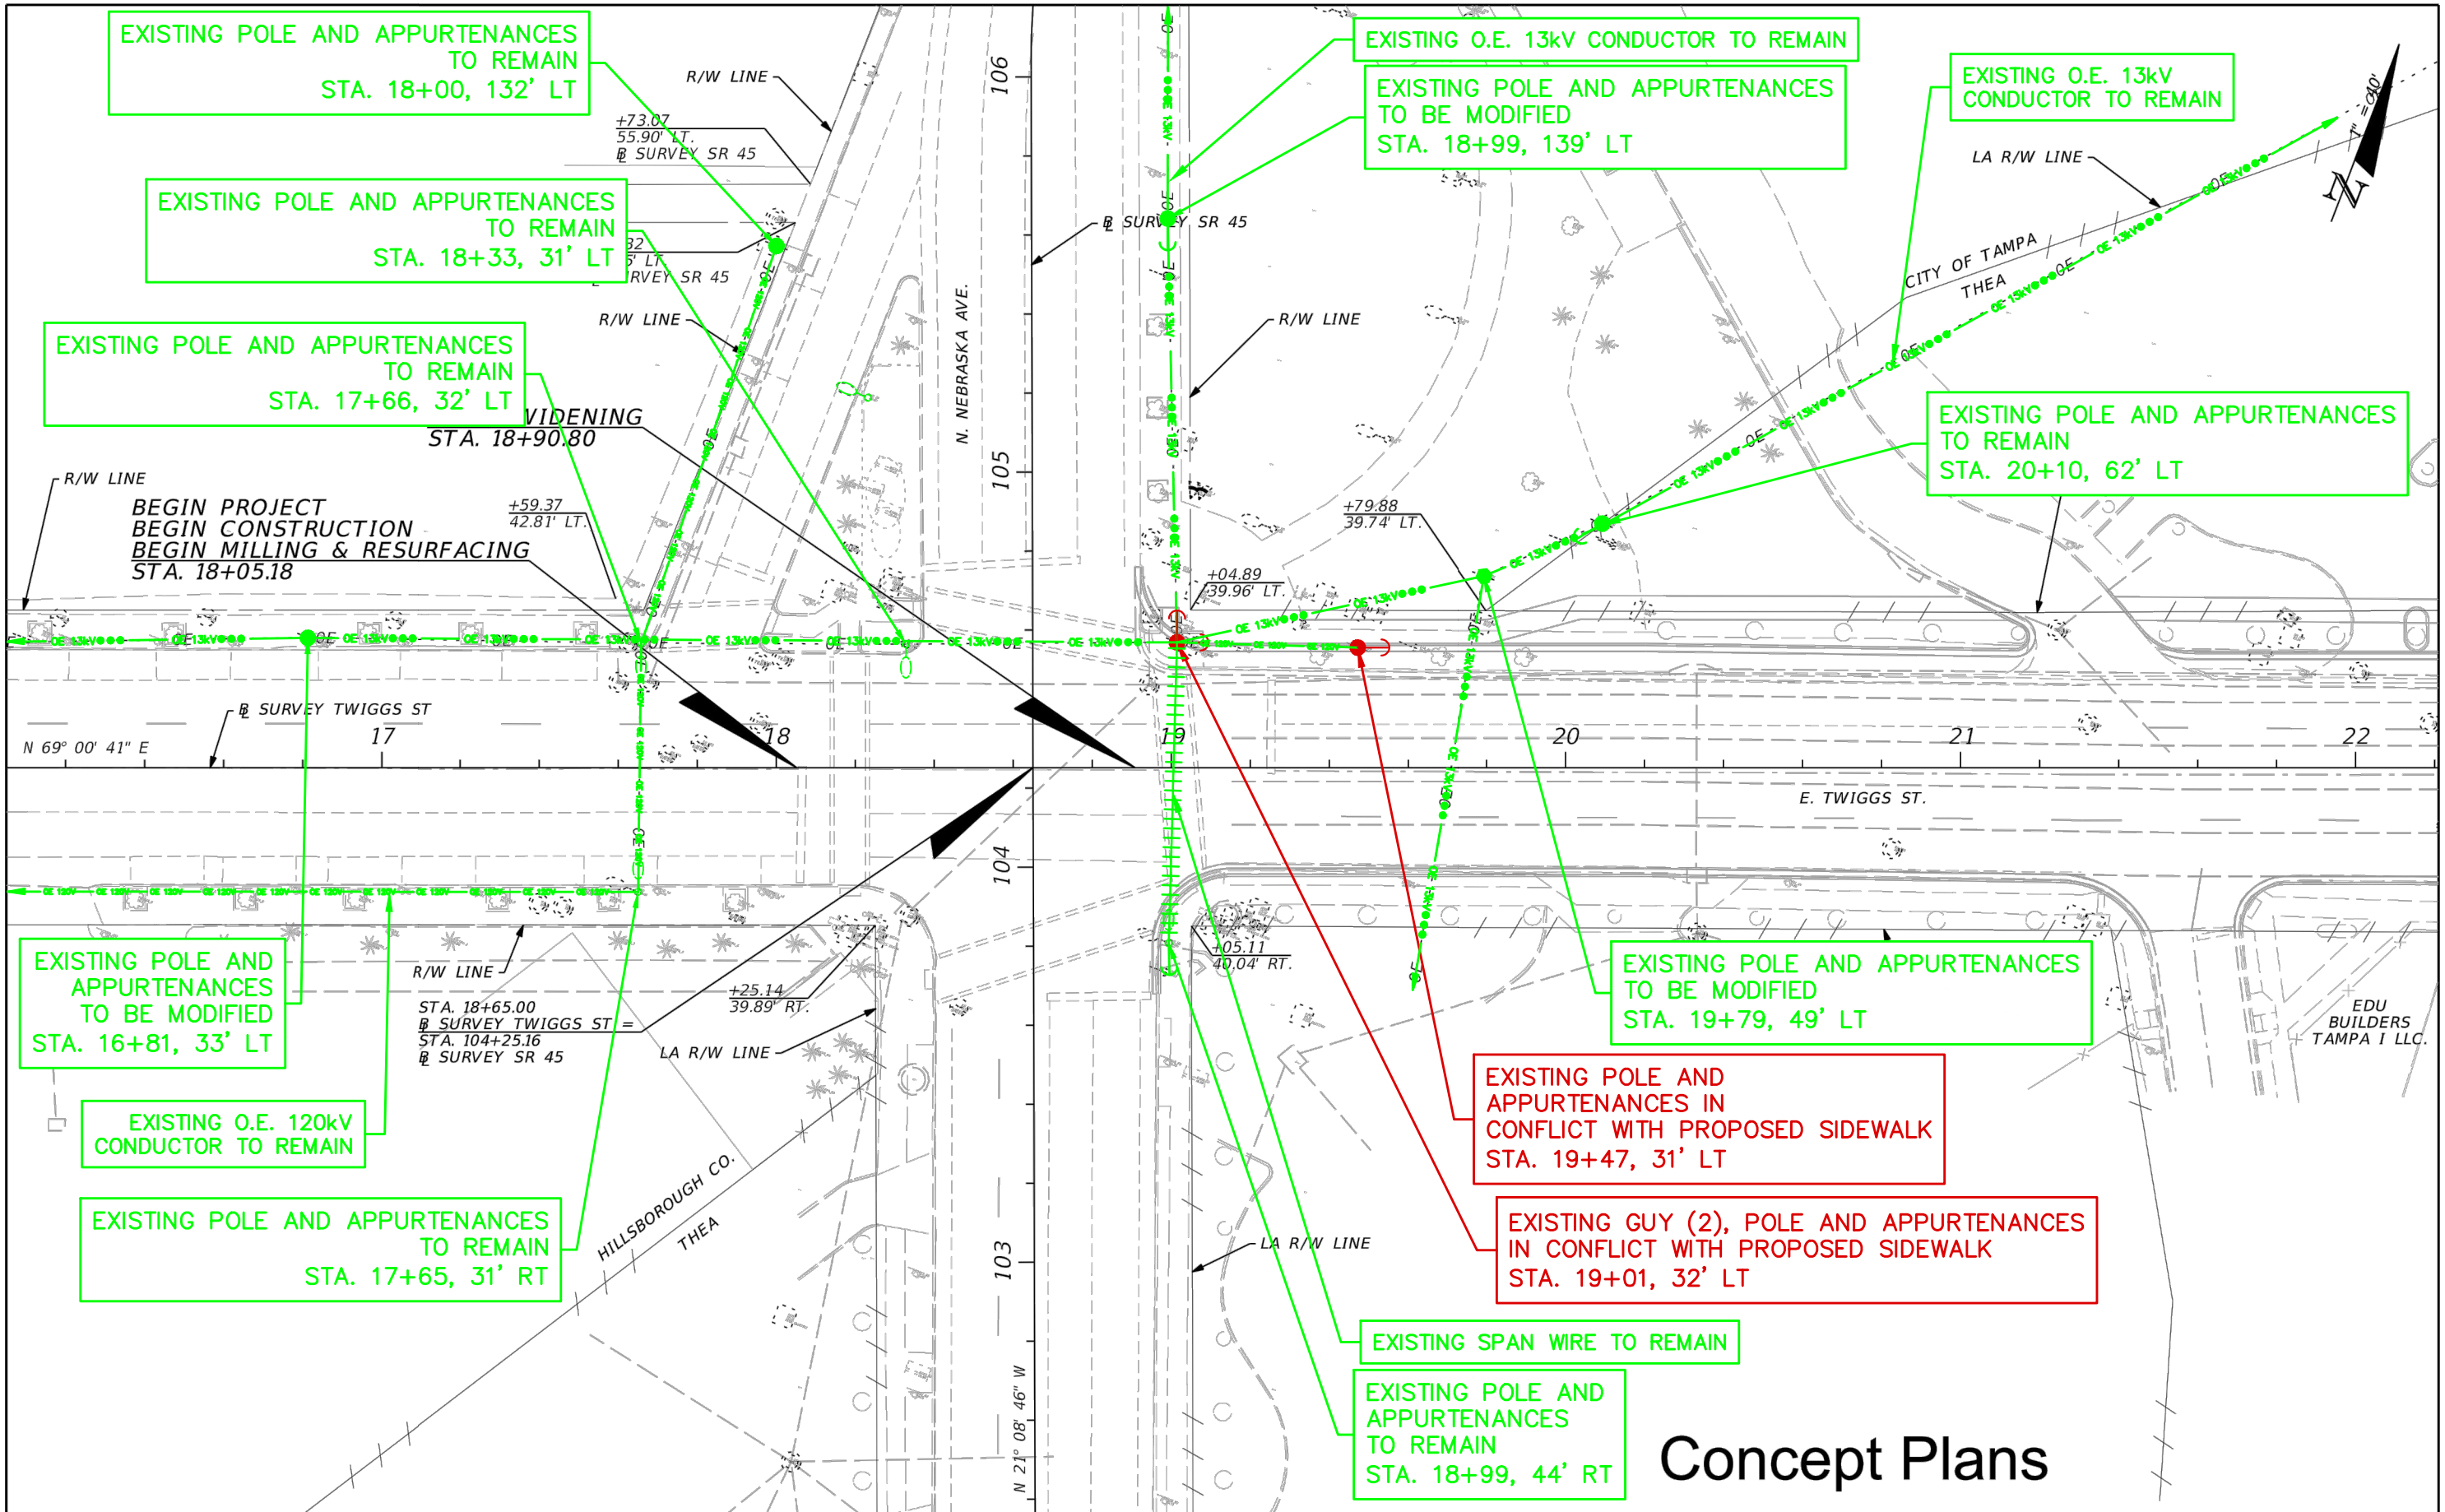 EXISTING POLE AND APPURTENANCES
TO REMAIN
STA. 18+00, 132' LT
R/W LINE
+73.07
55.90' LT.
℄ SURVEY SR 45
EXISTING POLE AND APPURTENANCES
TO REMAIN
STA. 18+33, 31' LT
SR 45
R/W LINE
EXISTING POLE AND APPURTENANCES
TO REMAIN
STA. 17+66, 32' LT
STA. 18+90.80
R/W LINE
BEGIN PROJECT
BEGIN CONSTRUCTION
BEGIN MILLING & RESURFACING
STA. 18+05.18
+59.37
42.81' LT.
106
105
104
103
N. NEBRASKA AVE.
EXISTING O.E. 13kV CONDUCTOR TO REMAIN
EXISTING POLE AND APPURTENANCES
TO BE MODIFIED
STA. 18+99, 139' LT
℄ SURVEY SR 45
R/W LINE
EXISTING O.E. 13kV
CONDUCTOR TO REMAIN
LA R/W LINE
N
CITY OF TAMPA
THEA
EXISTING POLE AND APPURTENANCES
TO REMAIN
STA. 20+10, 62' LT
+79.88
39.74' LT.
+04.89
39.96' LT.
OE 13kV
OE 120V
OE
℄ SURVEY TWIGGS ST
N 69° 00' 41" E
17
18
19
20
21
22
E. TWIGGS ST.
EXISTING POLE AND
APPURTENANCES
TO BE MODIFIED
STA. 16+81, 33' LT
R/W LINE
STA. 18+65.00
℄ SURVEY TWIGGS ST =
STA. 104+25.16
℄ SURVEY SR 45
+25.14
39.89' RT.
LA R/W LINE
+05.11
40.04' RT.
EXISTING POLE AND APPURTENANCES
TO BE MODIFIED
STA. 19+79, 49' LT
EDU
BUILDERS
TAMPA I LLC.
EXISTING O.E. 120kV
CONDUCTOR TO REMAIN
EXISTING POLE AND
APPURTENANCES IN
CONFLICT WITH PROPOSED SIDEWALK
STA. 19+47, 31' LT
EXISTING POLE AND APPURTENANCES
TO REMAIN
STA. 17+65, 31' RT
HILLSBOROUGH CO.
THEA
EXISTING GUY (2), POLE AND APPURTENANCES
IN CONFLICT WITH PROPOSED SIDEWALK
STA. 19+01, 32' LT
LA R/W LINE
EXISTING SPAN WIRE TO REMAIN
N 21° 08' 46" W
EXISTING POLE AND
APPURTENANCES
TO REMAIN
STA. 18+99, 44' RT
Concept Plans